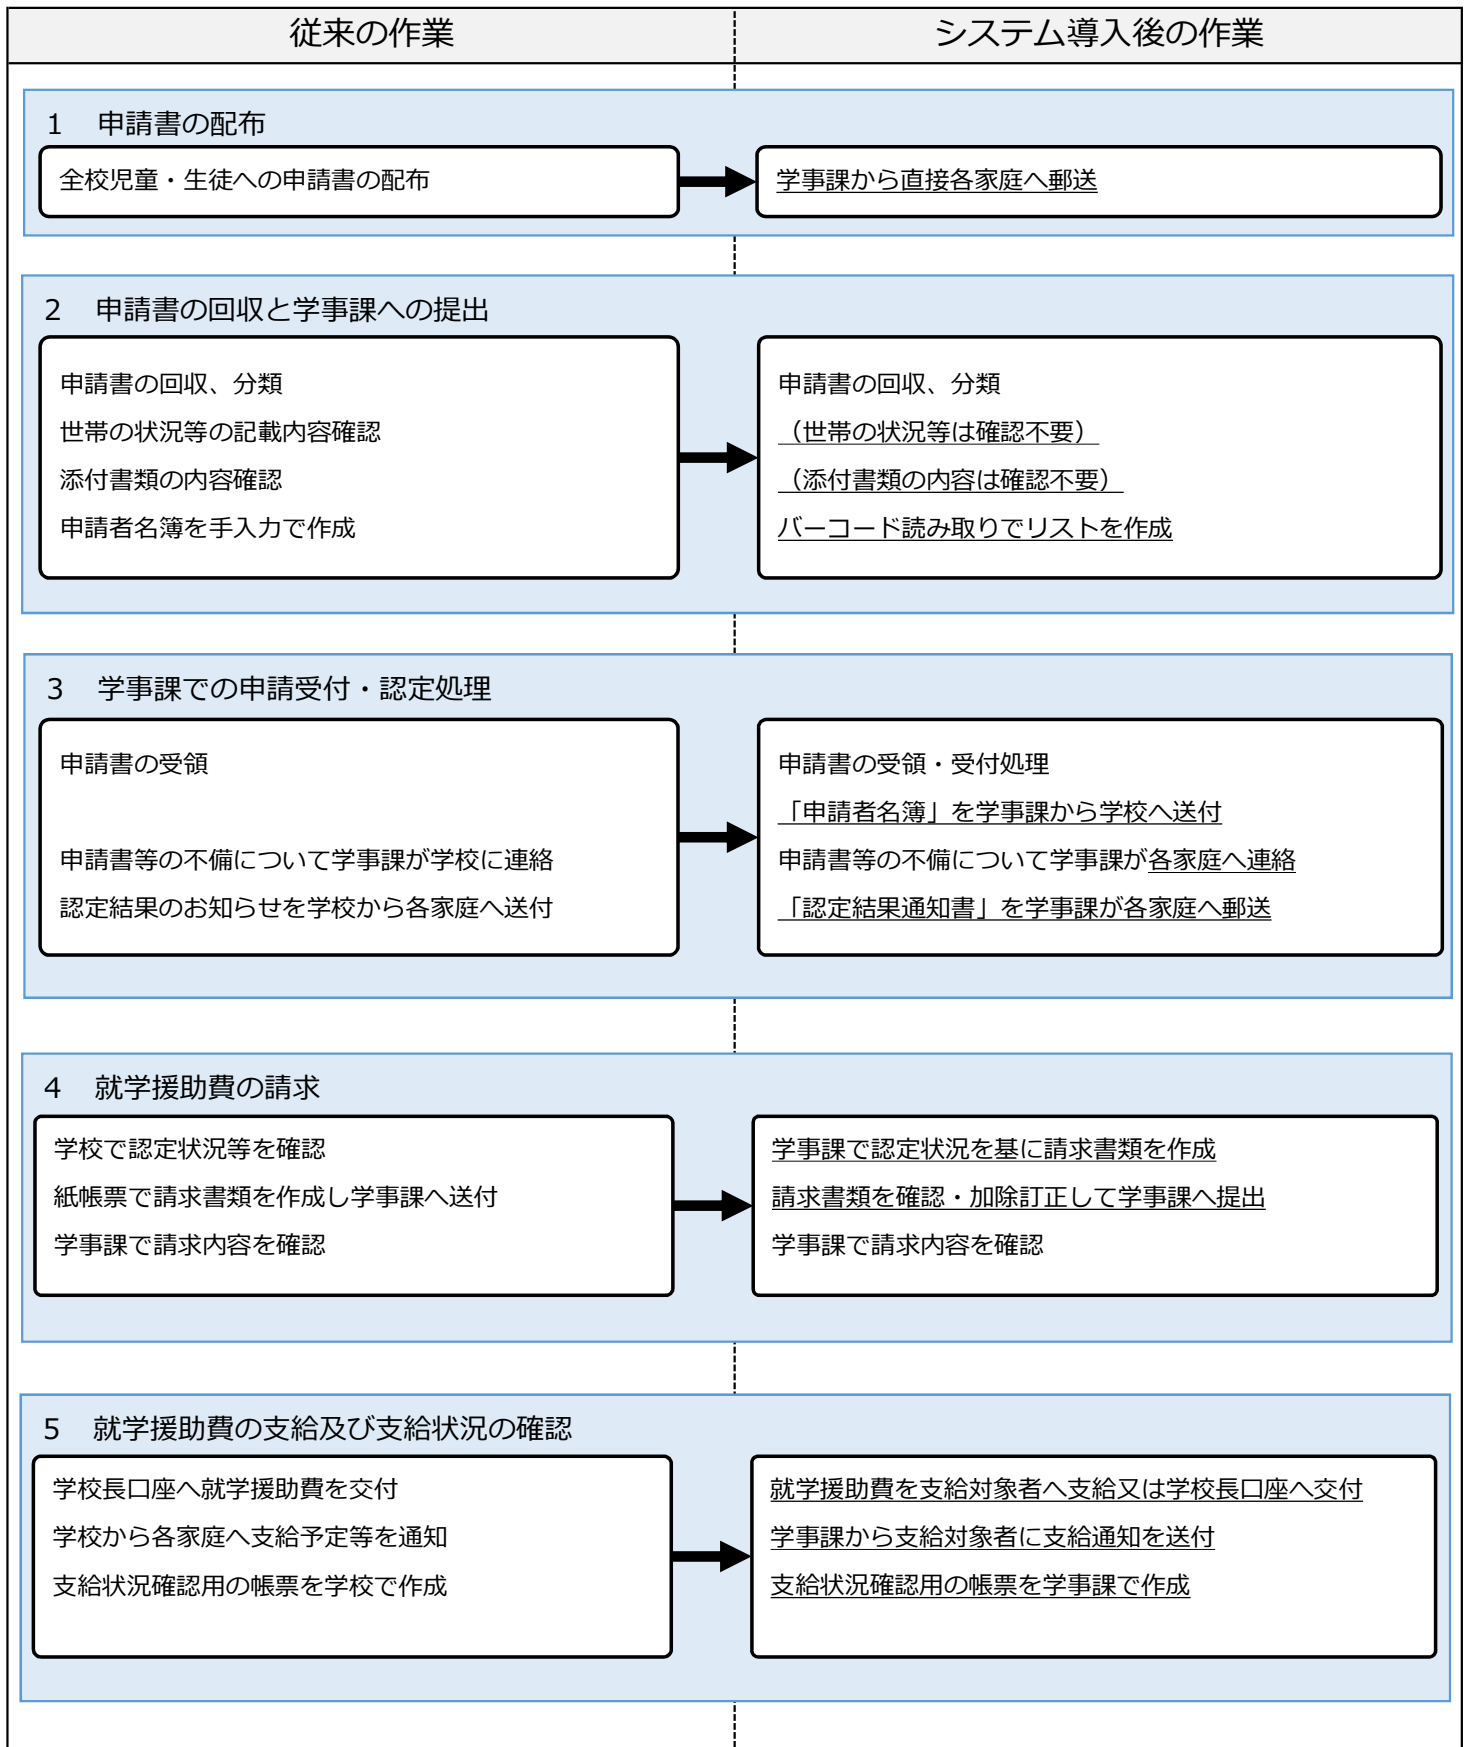 従来の作業
システム導入後の作業
1 申請書の配布
全校児童・生徒への申請書の配布
学事課から直接各家庭へ郵送
2 申請書の回収と学事課への提出
申請書の回収、分類
世帯の状況等の記載内容確認
添付書類の内容確認
申請者名簿を手入力で作成
申請書の回収、分類
（世帯の状況等は確認不要）
（添付書類の内容は確認不要）
バーコード読み取りでリストを作成
3 学事課での申請受付・認定処理
申請書の受領
申請書等の不備について学事課が学校に連絡
認定結果のお知らせを学校から各家庭へ送付
申請書の受領・受付処理
「申請者名簿」を学事課から学校へ送付
申請書等の不備について学事課が各家庭へ連絡
「認定結果通知書」を学事課が各家庭へ郵送
4 就学援助費の請求
学校で認定状況等を確認
紙帳票で請求書類を作成し学事課へ送付
学事課で請求内容を確認
学事課で認定状況を基に請求書類を作成
請求書類を確認・加除訂正して学事課へ提出
学事課で請求内容を確認
5 就学援助費の支給及び支給状況の確認
学校長口座へ就学援助費を交付
学校から各家庭へ支給予定等を通知
支給状況確認用の帳票を学校で作成
就学援助費を支給対象者へ支給又は学校長口座へ交付
学事課から支給対象者に支給通知を送付
支給状況確認用の帳票を学事課で作成